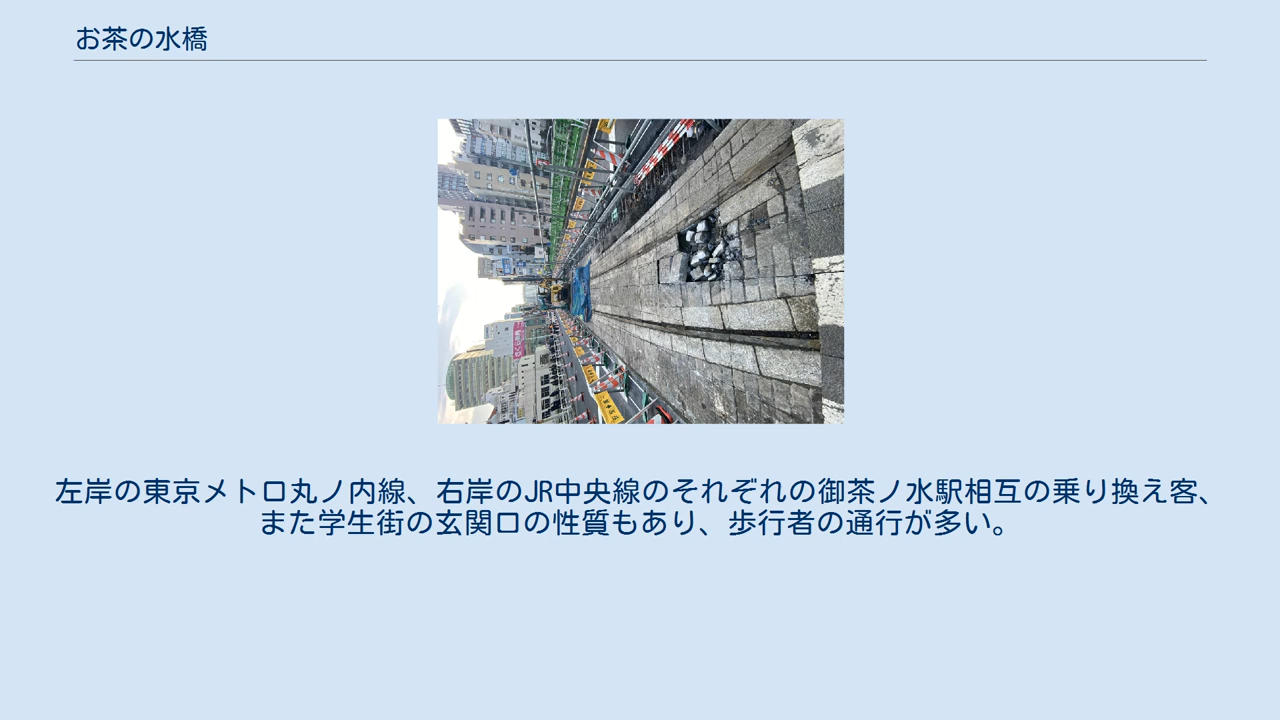 お茶の水橋
左岸の東京メトロ丸ノ内線、右岸のJR中央線のそれぞれの御茶ノ水駅相互の乗り換え客、
また学生街の玄関口の性質もあり、歩行者の通行が多い。